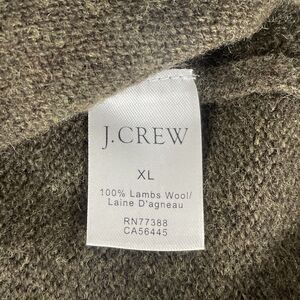 J.CREW
XL
100% Lambs Wool/
Laine D'agneau
RN77388
CA56445